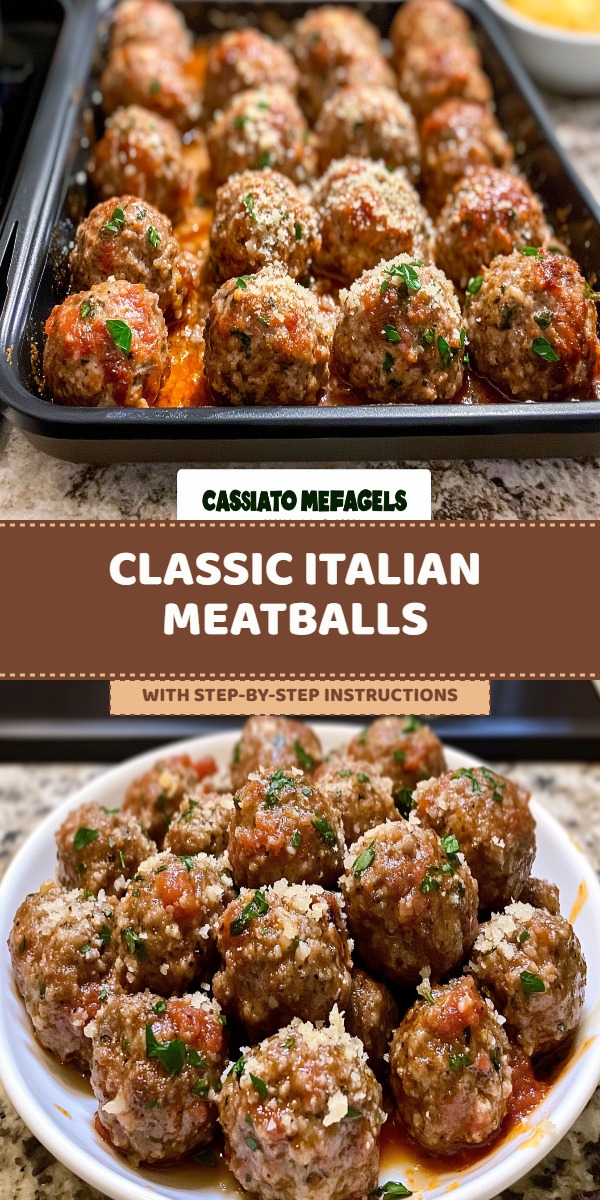 CASSIATO MEFAGELS
CLASSIC ITALIAN
MEATBALLS
WITH STEP-BY-STEP INSTRUCTIONS